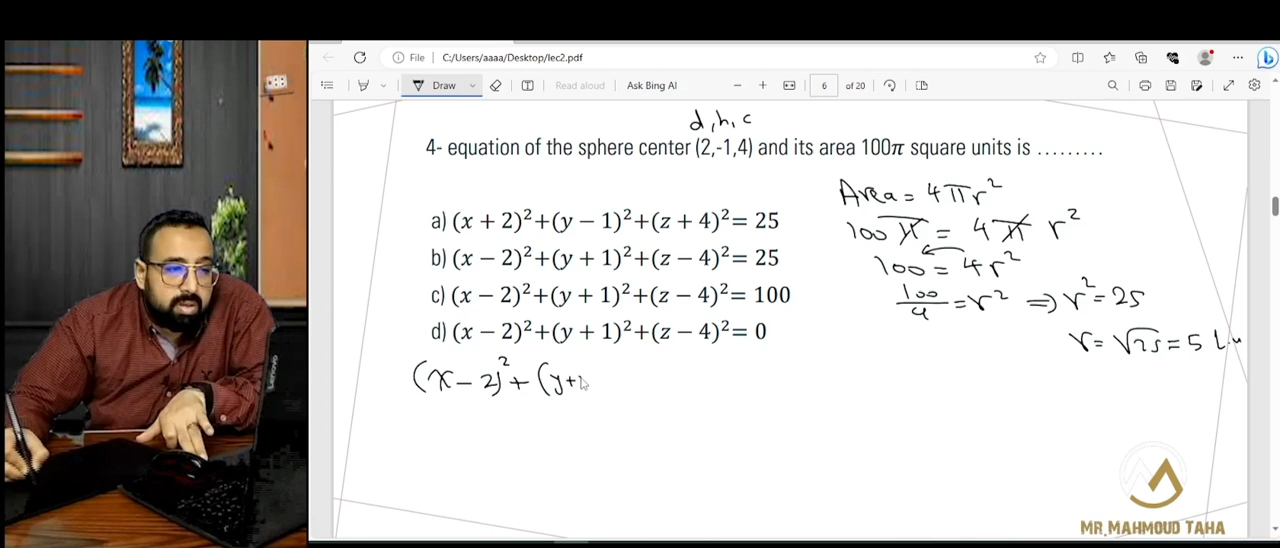 File C:/Users/aaaa/Desktop/lec2.pdf
Draw Read aloud Ask Bing AI 6 of 20
d, h, c
4- equation of the sphere center (2,-1,4) and its area 100π square units is .........
a) (x + 2)²+(y − 1)²+(z + 4)²= 25
b) (x − 2)²+(y + 1)²+(z − 4)²= 25
c) (x − 2)²+(y + 1)²+(z − 4)²= 100
d) (x − 2)²+(y + 1)²+(z − 4)²= 0
(x − 2)² + (y+
Area = 4πr²
100π = 4π r²
100 = 4r²
100/4 = r² ⇒ r² = 25
r = √25 = 5 L.u
Lenovo
MR MAHMOUD TAHA